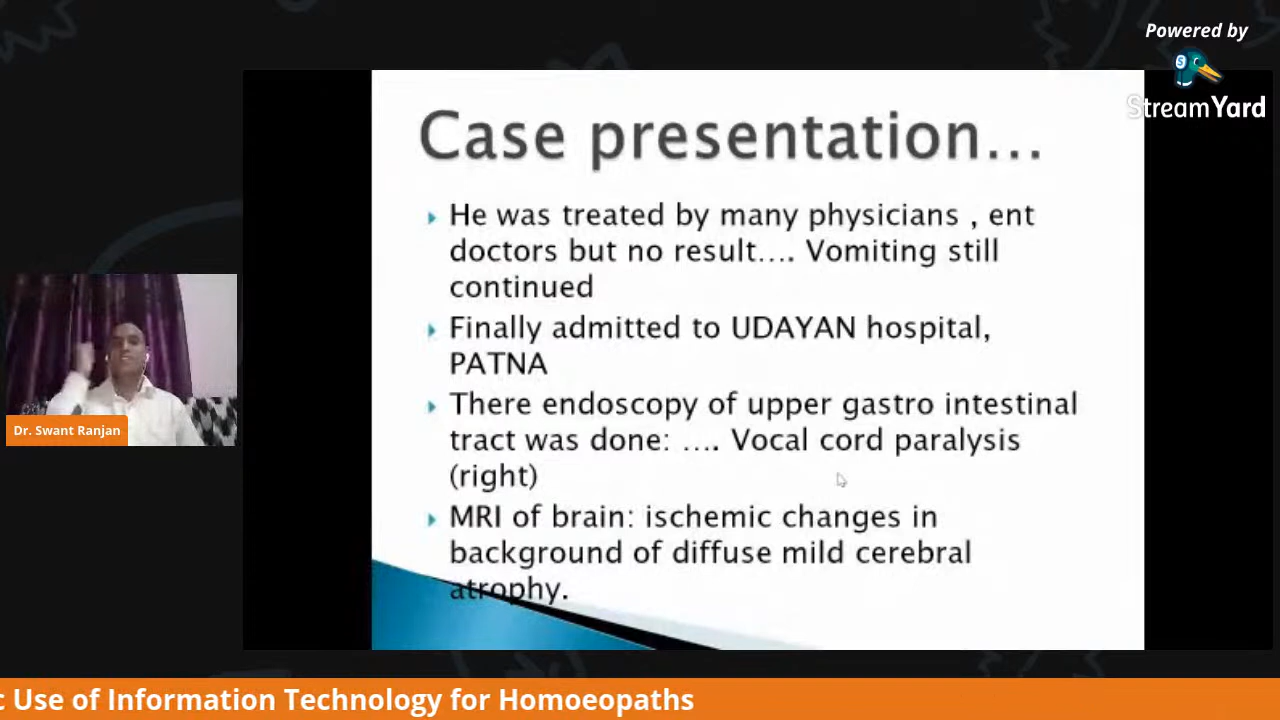 Powered by
StreamYard
Case presentation...
He was treated by many physicians , ent
doctors but no result.... Vomiting still
continued
Finally admitted to UDAYAN hospital,
PATNA
There endoscopy of upper gastro intestinal
tract was done: .... Vocal cord paralysis
(right)
MRI of brain: ischemic changes in
background of diffuse mild cerebral
atrophy.
Dr. Swant Ranjan
Use of Information Technology for Homoeopaths